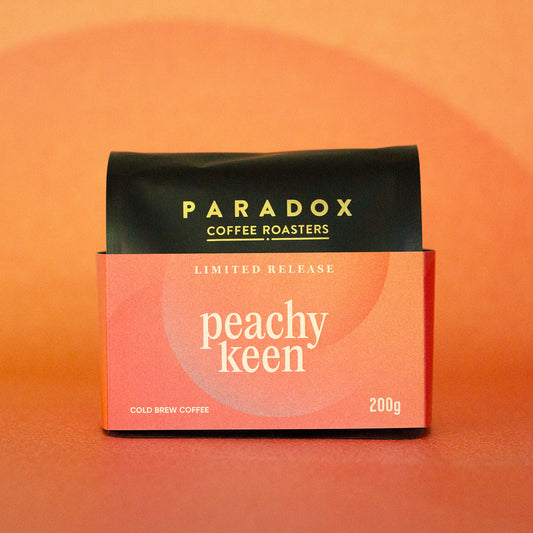 PARADOX
COFFEE ROASTERS
LIMITED RELEASE
peachy
keen
COLD BREW COFFEE 200g